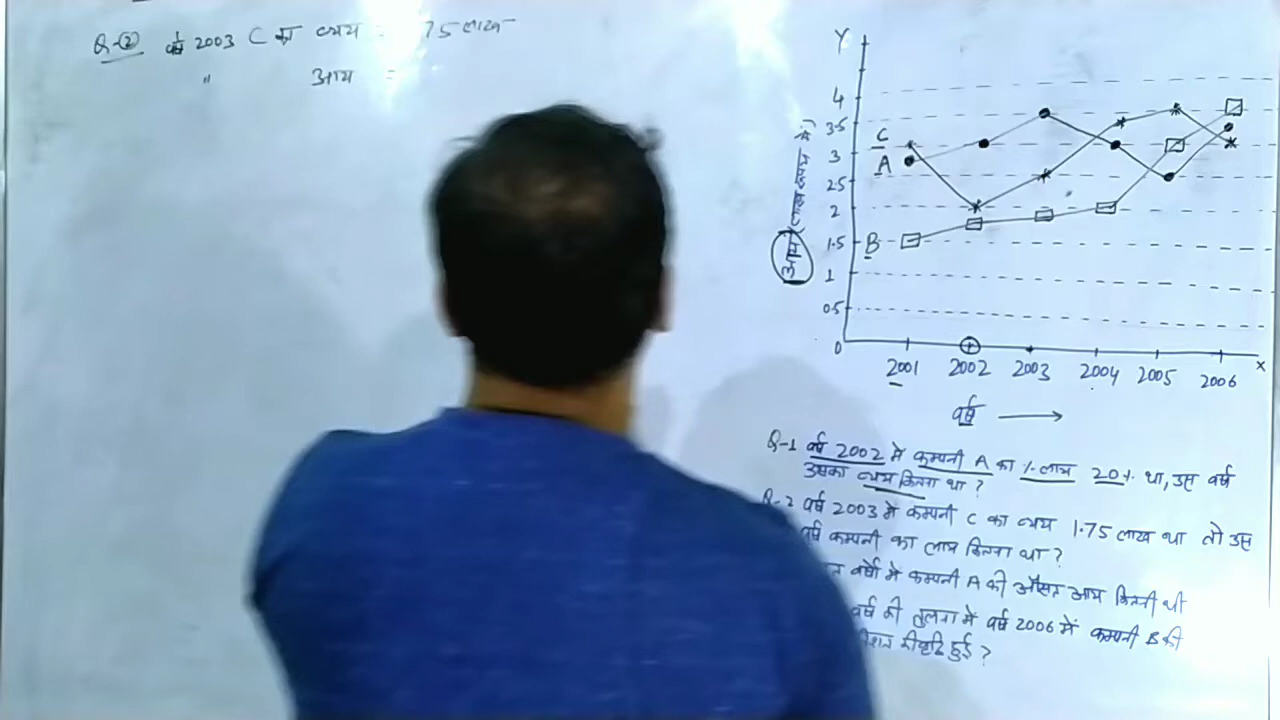 Q-② वर्ष 2003 C का व्यय = 75 लाख
" आय =
Y
4
3.5
3
2.5
2
1.5
1
0.5
0
C
A
B
2001 2002 2003 2004 2005 2006 X
वर्ष
Q-1 वर्ष 2002 मे कम्पनी A का %लाभ 20% था, उस वर्ष
उसका व्यय कितना था ?
Q-2 वर्ष 2003 मे कम्पनी C का व्यय 1.75 लाख था तो उस
वर्ष कम्पनी का लाभ कितना था ?
वर्षो मे कम्पनी A की औसत आय कितनी थी
वर्ष की तुलना मे वर्ष 2006 में कम्पनी B की
हुई ?